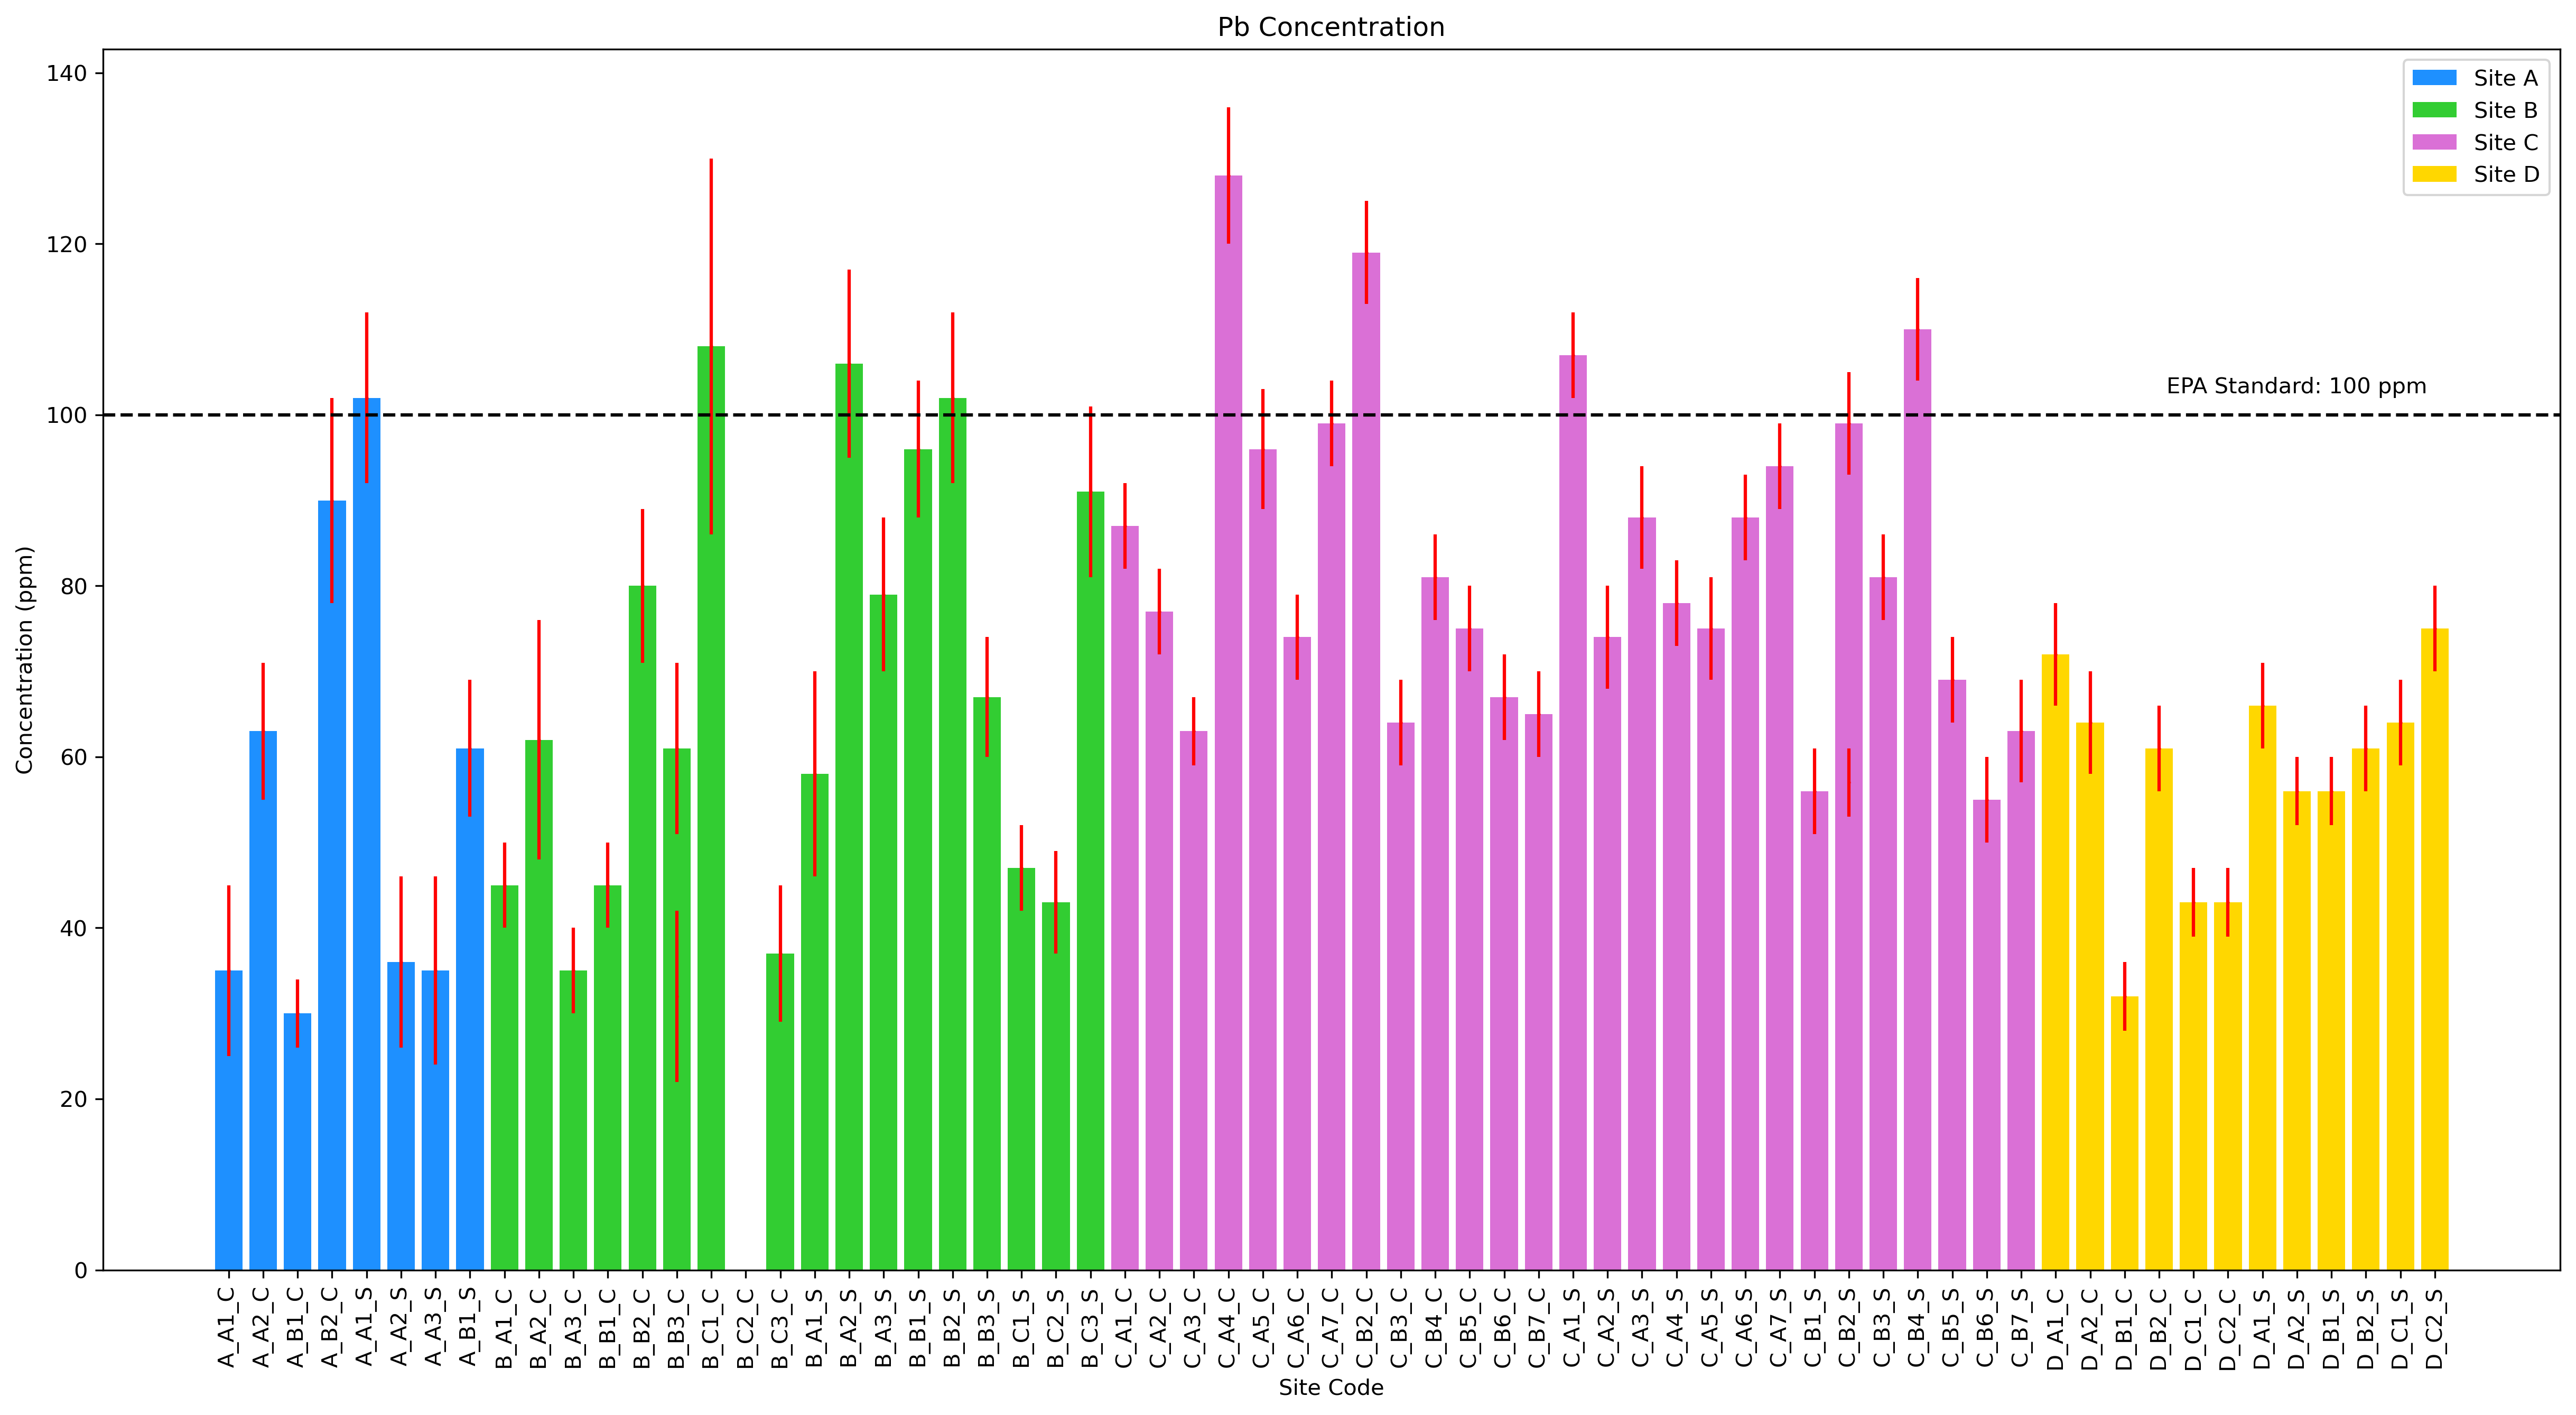 Pb Concentration
140
120
100
80
60
40
20
0
Concentration (ppm)
Site A
Site B
Site C
Site D
EPA Standard: 100 ppm
A_A1_C
A_A2_C
A_B1_C
A_B2_C
A_A1_S
A_A2_S
A_A3_S
A_B1_S
B_A1_C
B_A2_C
B_A3_C
B_B1_C
B_B2_C
B_B3_C
B_C1_C
B_C2_C
B_C3_C
B_A1_S
B_A2_S
B_A3_S
B_B1_S
B_B2_S
B_B3_S
B_C1_S
B_C2_S
B_C3_S
C_A1_C
C_A2_C
C_A3_C
C_A4_C
C_A5_C
C_A6_C
C_A7_C
C_B2_C
C_B3_C
C_B4_C
C_B5_C
C_B6_C
C_B7_C
C_A1_S
C_A2_S
C_A3_S
C_A4_S
C_A5_S
C_A6_S
C_A7_S
C_B1_S
C_B2_S
C_B3_S
C_B4_S
C_B5_S
C_B6_S
C_B7_S
D_A1_C
D_A2_C
D_B1_C
D_B2_C
D_C1_C
D_C2_C
D_A1_S
D_A2_S
D_B1_S
D_B2_S
D_C1_S
D_C2_S
Site Code